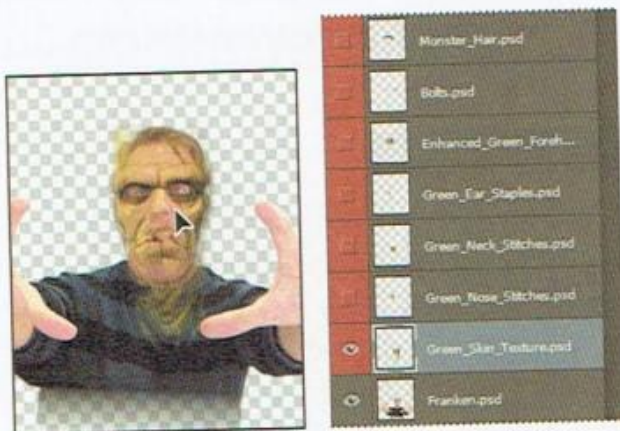 Monster_Hair.psd
Bolts.psd
Enhanced_Green_Foreh...
Green_Ear_Staples.psd
Green_Neck_Stitches.psd
Green_Nose_Stitches.psd
Green_Skin_Texture.psd
Franken.psd